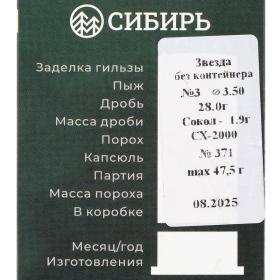 СИБИРЬ
Заделка гильзы
Пыж
Дробь
Масса дроби
Порох
Капсюль
Партия
Масса пороха
В коробке
Месяц/год
Изготовления
Звезда
без контейнера
№3 ⌀ 3.50
28.0г
Сокол - 1.9г
СХ-2000
№ 371
max 47,5 г
08.2025